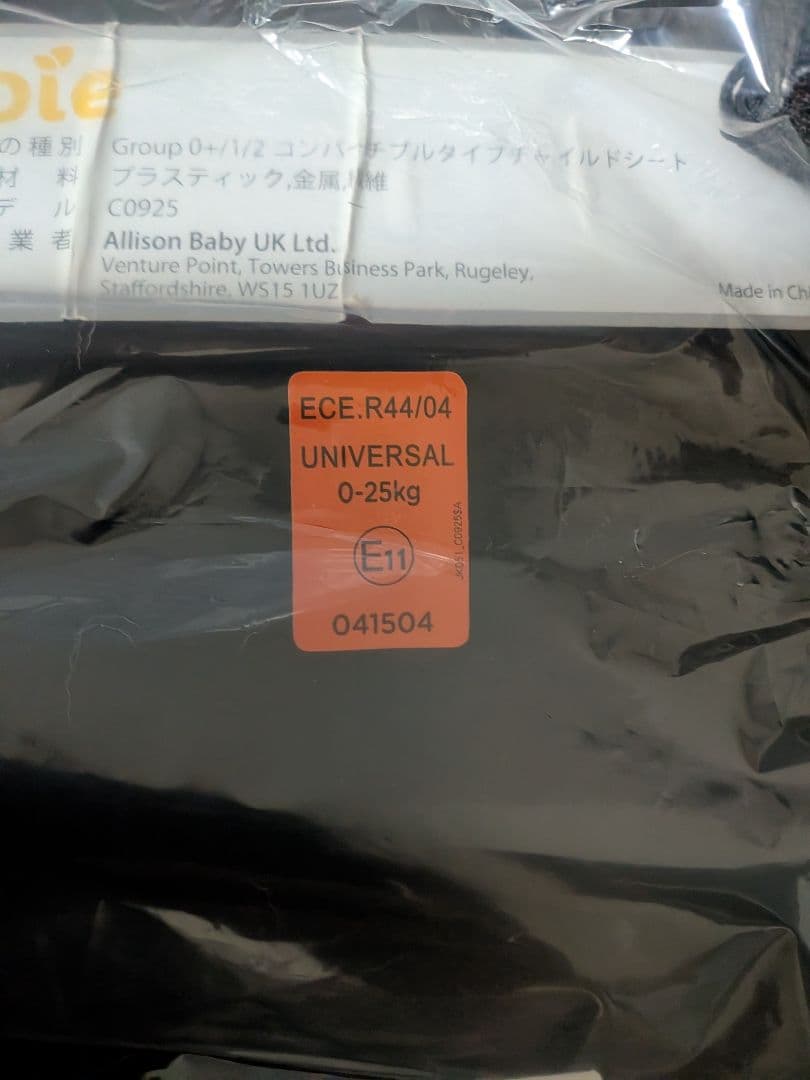 oie
の種別 Group 0+/1/2 コンバーチブルタイプチャイルドシート
材 料 プラスティック,金属,繊維
デ ル C0925
業 者 Allison Baby UK Ltd.
Venture Point, Towers Business Park, Rugeley,
Staffordshire, WS15 1UZ
Made in Chi
ECE.R44/04
UNIVERSAL
0-25kg
E11
041504